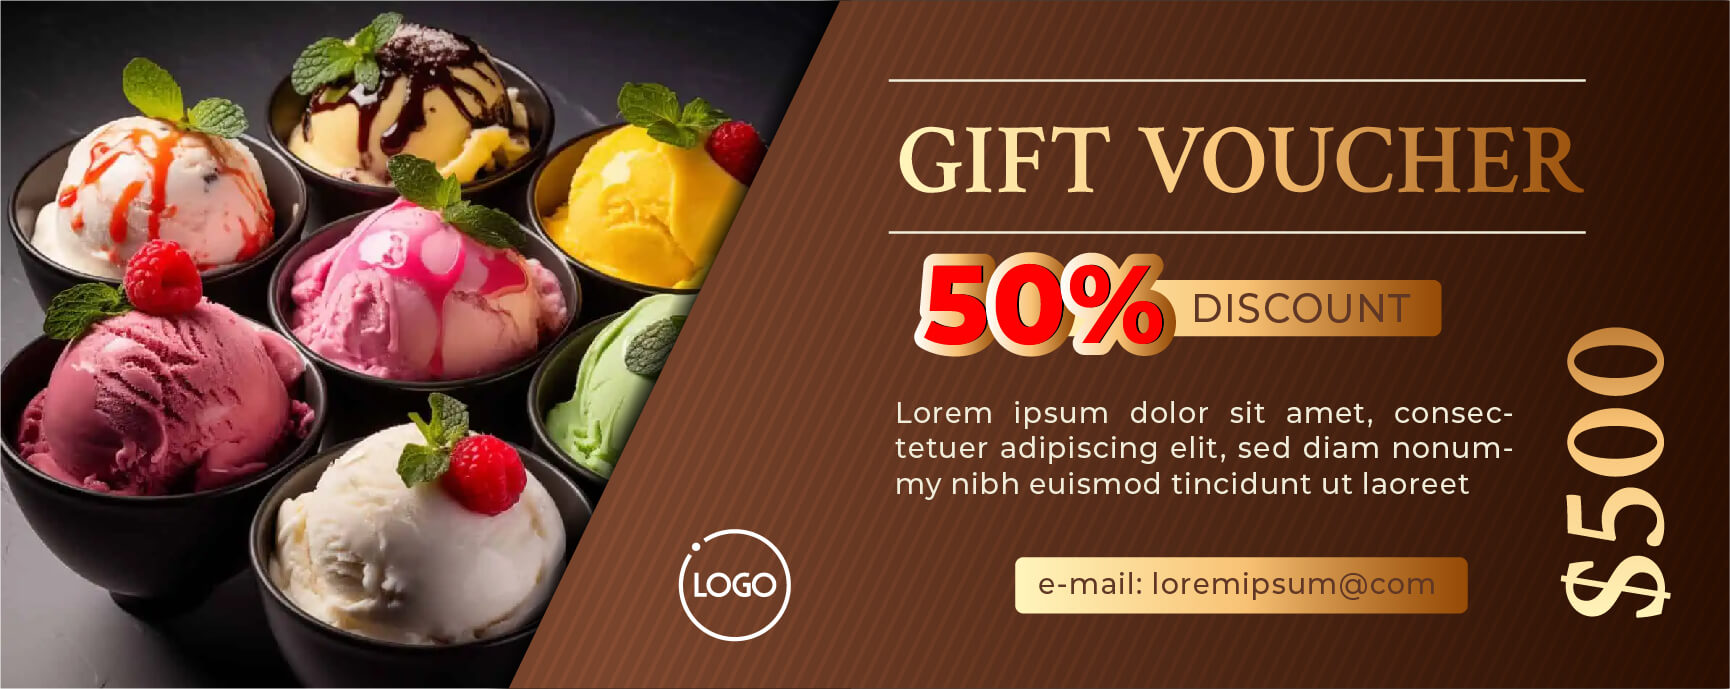 GIFT VOUCHER
50% DISCOUNT
Lorem ipsum dolor sit amet, consec-
tetuer adipiscing elit, sed diam nonum-
my nibh euismod tincidunt ut laoreet
$500
LOGO
e-mail: loremipsum@com